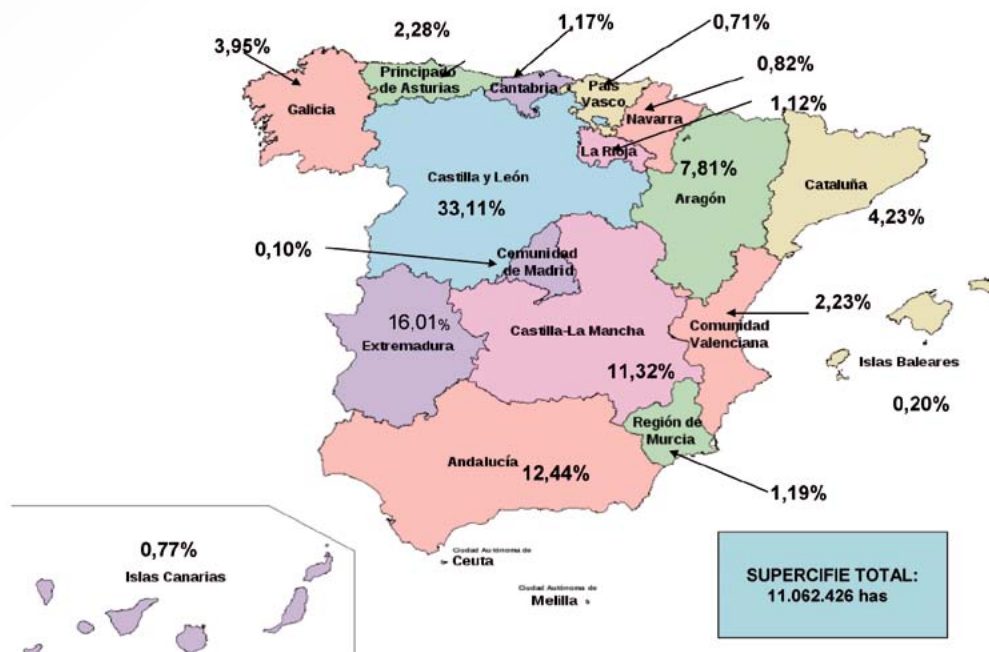 1,17%
0,71%
2,28%
3,95%
0,82%
Principado
de Asturias
Cantabria
País
Vasco
1,12%
Galicia
Navarra
La Rioja
Castilla y León
7,81%
Cataluña
33,11%
Aragón
4,23%
0,10%
Comunidad
de Madrid
2,23%
16,01%
Castilla-La Mancha
Comunidad
Valenciana
Extremadura
Islas Baleares
11,32%
0,20%
Región de
Murcia
Andalucía
12,44%
1,19%
0,77%
Islas Canarias
Ciudad Autónoma de
Ceuta
Ciudad Autónoma de
Melilla
SUPERCIFIE TOTAL:
11.062.426 has